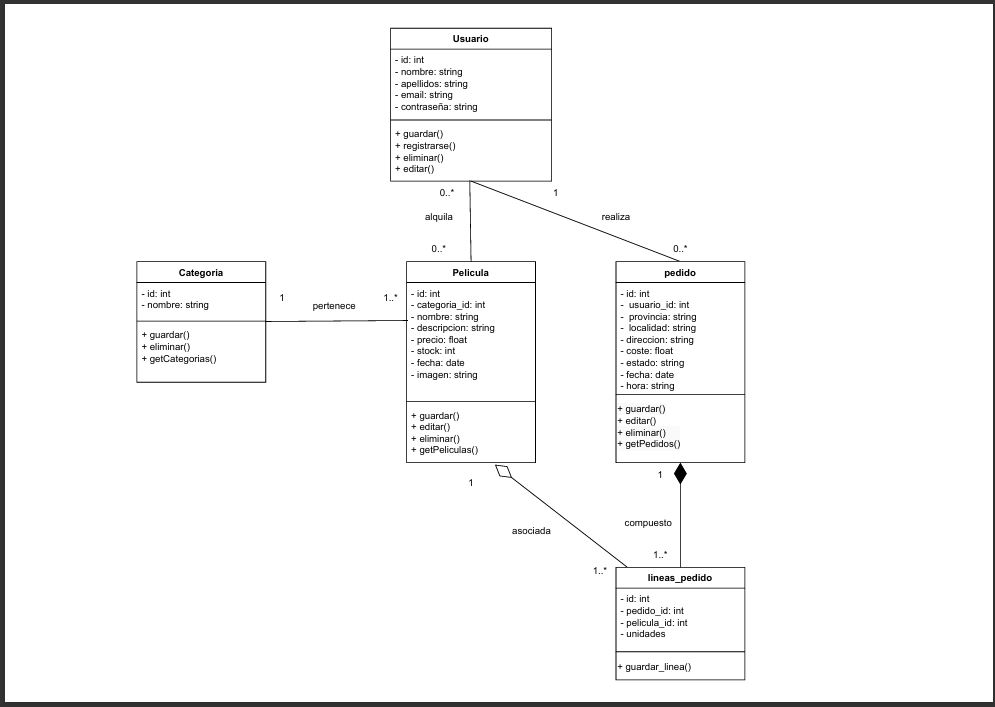 Usuario
- id: int
- nombre: string
- apellidos: string
- email: string
- contraseña: string
+ guardar()
+ registrarse()
+ eliminar()
+ editar()
0..*
1
alquila
realiza
0..*
0..*
Categoria
- id: int
- nombre: string
+ guardar()
+ eliminar()
+ getCategorias()
1
pertenece
1..*
Pelicula
- id: int
- categoria_id: int
- nombre: string
- descripcion: string
- precio: float
- stock: int
- fecha: date
- imagen: string
+ guardar()
+ editar()
+ eliminar()
+ getPeliculas()
pedido
- id: int
- usuario_id: int
- provincia: string
- localidad: string
- direccion: string
- coste: float
- estado: string
- fecha: date
- hora: string
+ guardar()
+ editar()
+ eliminar()
+ getPedidos()
1
1
asociada
compuesto
1..*
1..*
lineas_pedido
- id: int
- pedido_id: int
- pelicula_id: int
- unidades
+ guardar_linea()